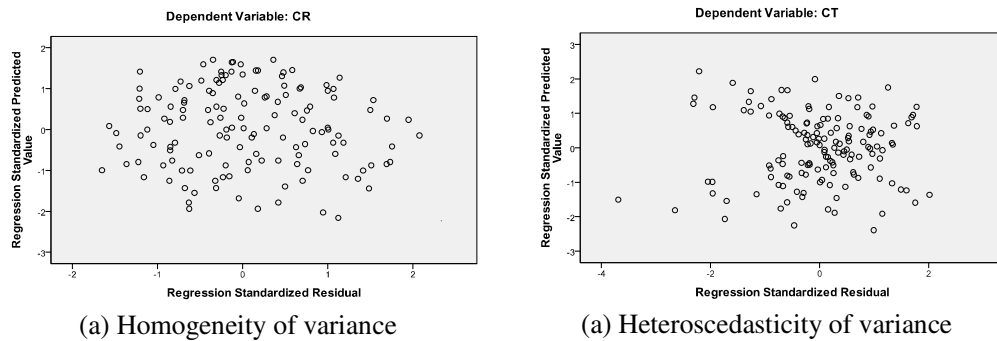 Dependent Variable: CR
Regression Standardized Predicted
Value
2
1
0
-1
-2
-3
-2
-1
0
1
2
Regression Standardized Residual
(a) Homogeneity of variance
Dependent Variable: CT
Regression Standardized Predicted
Value
3
2
1
0
-1
-2
-3
-4
-2
0
2
Regression Standardized Residual
(a) Heteroscedasticity of variance